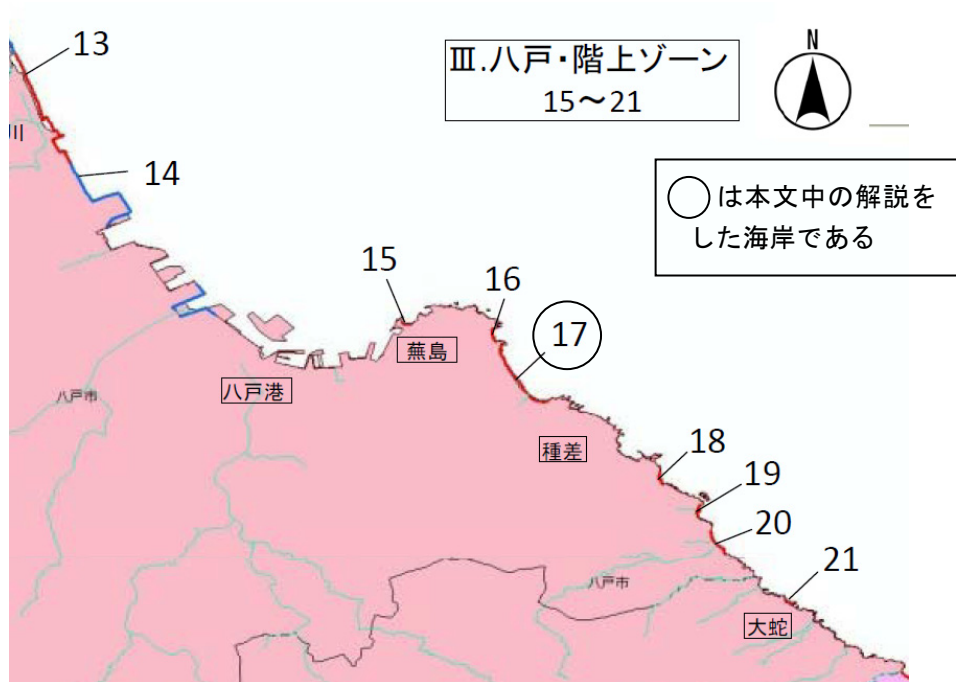 13
Ⅲ.八戸・階上ゾーン
15～21
N
川
14
○は本文中の解説を
した海岸である
15
16
17
蕪島
八戸港
八戸市
種差
18
19
20
八戸市
21
大蛇